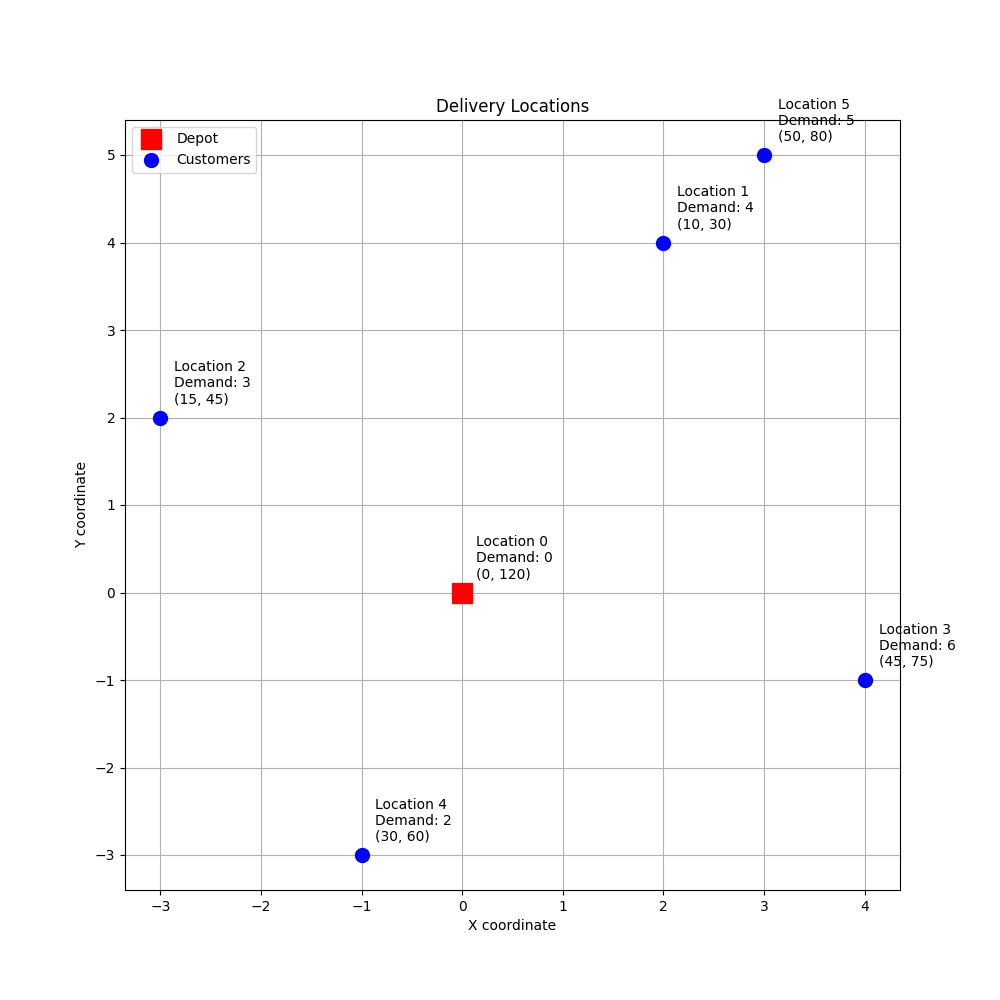 Delivery Locations
Depot
Customers
Location 5
Demand: 5
(50, 80)
Location 1
Demand: 4
(10, 30)
Location 2
Demand: 3
(15, 45)
Location 0
Demand: 0
(0, 120)
Location 3
Demand: 6
(45, 75)
Location 4
Demand: 2
(30, 60)
Y coordinate
5
4
3
2
1
0
−1
−2
−3
−3 −2 −1 0 1 2 3 4
X coordinate